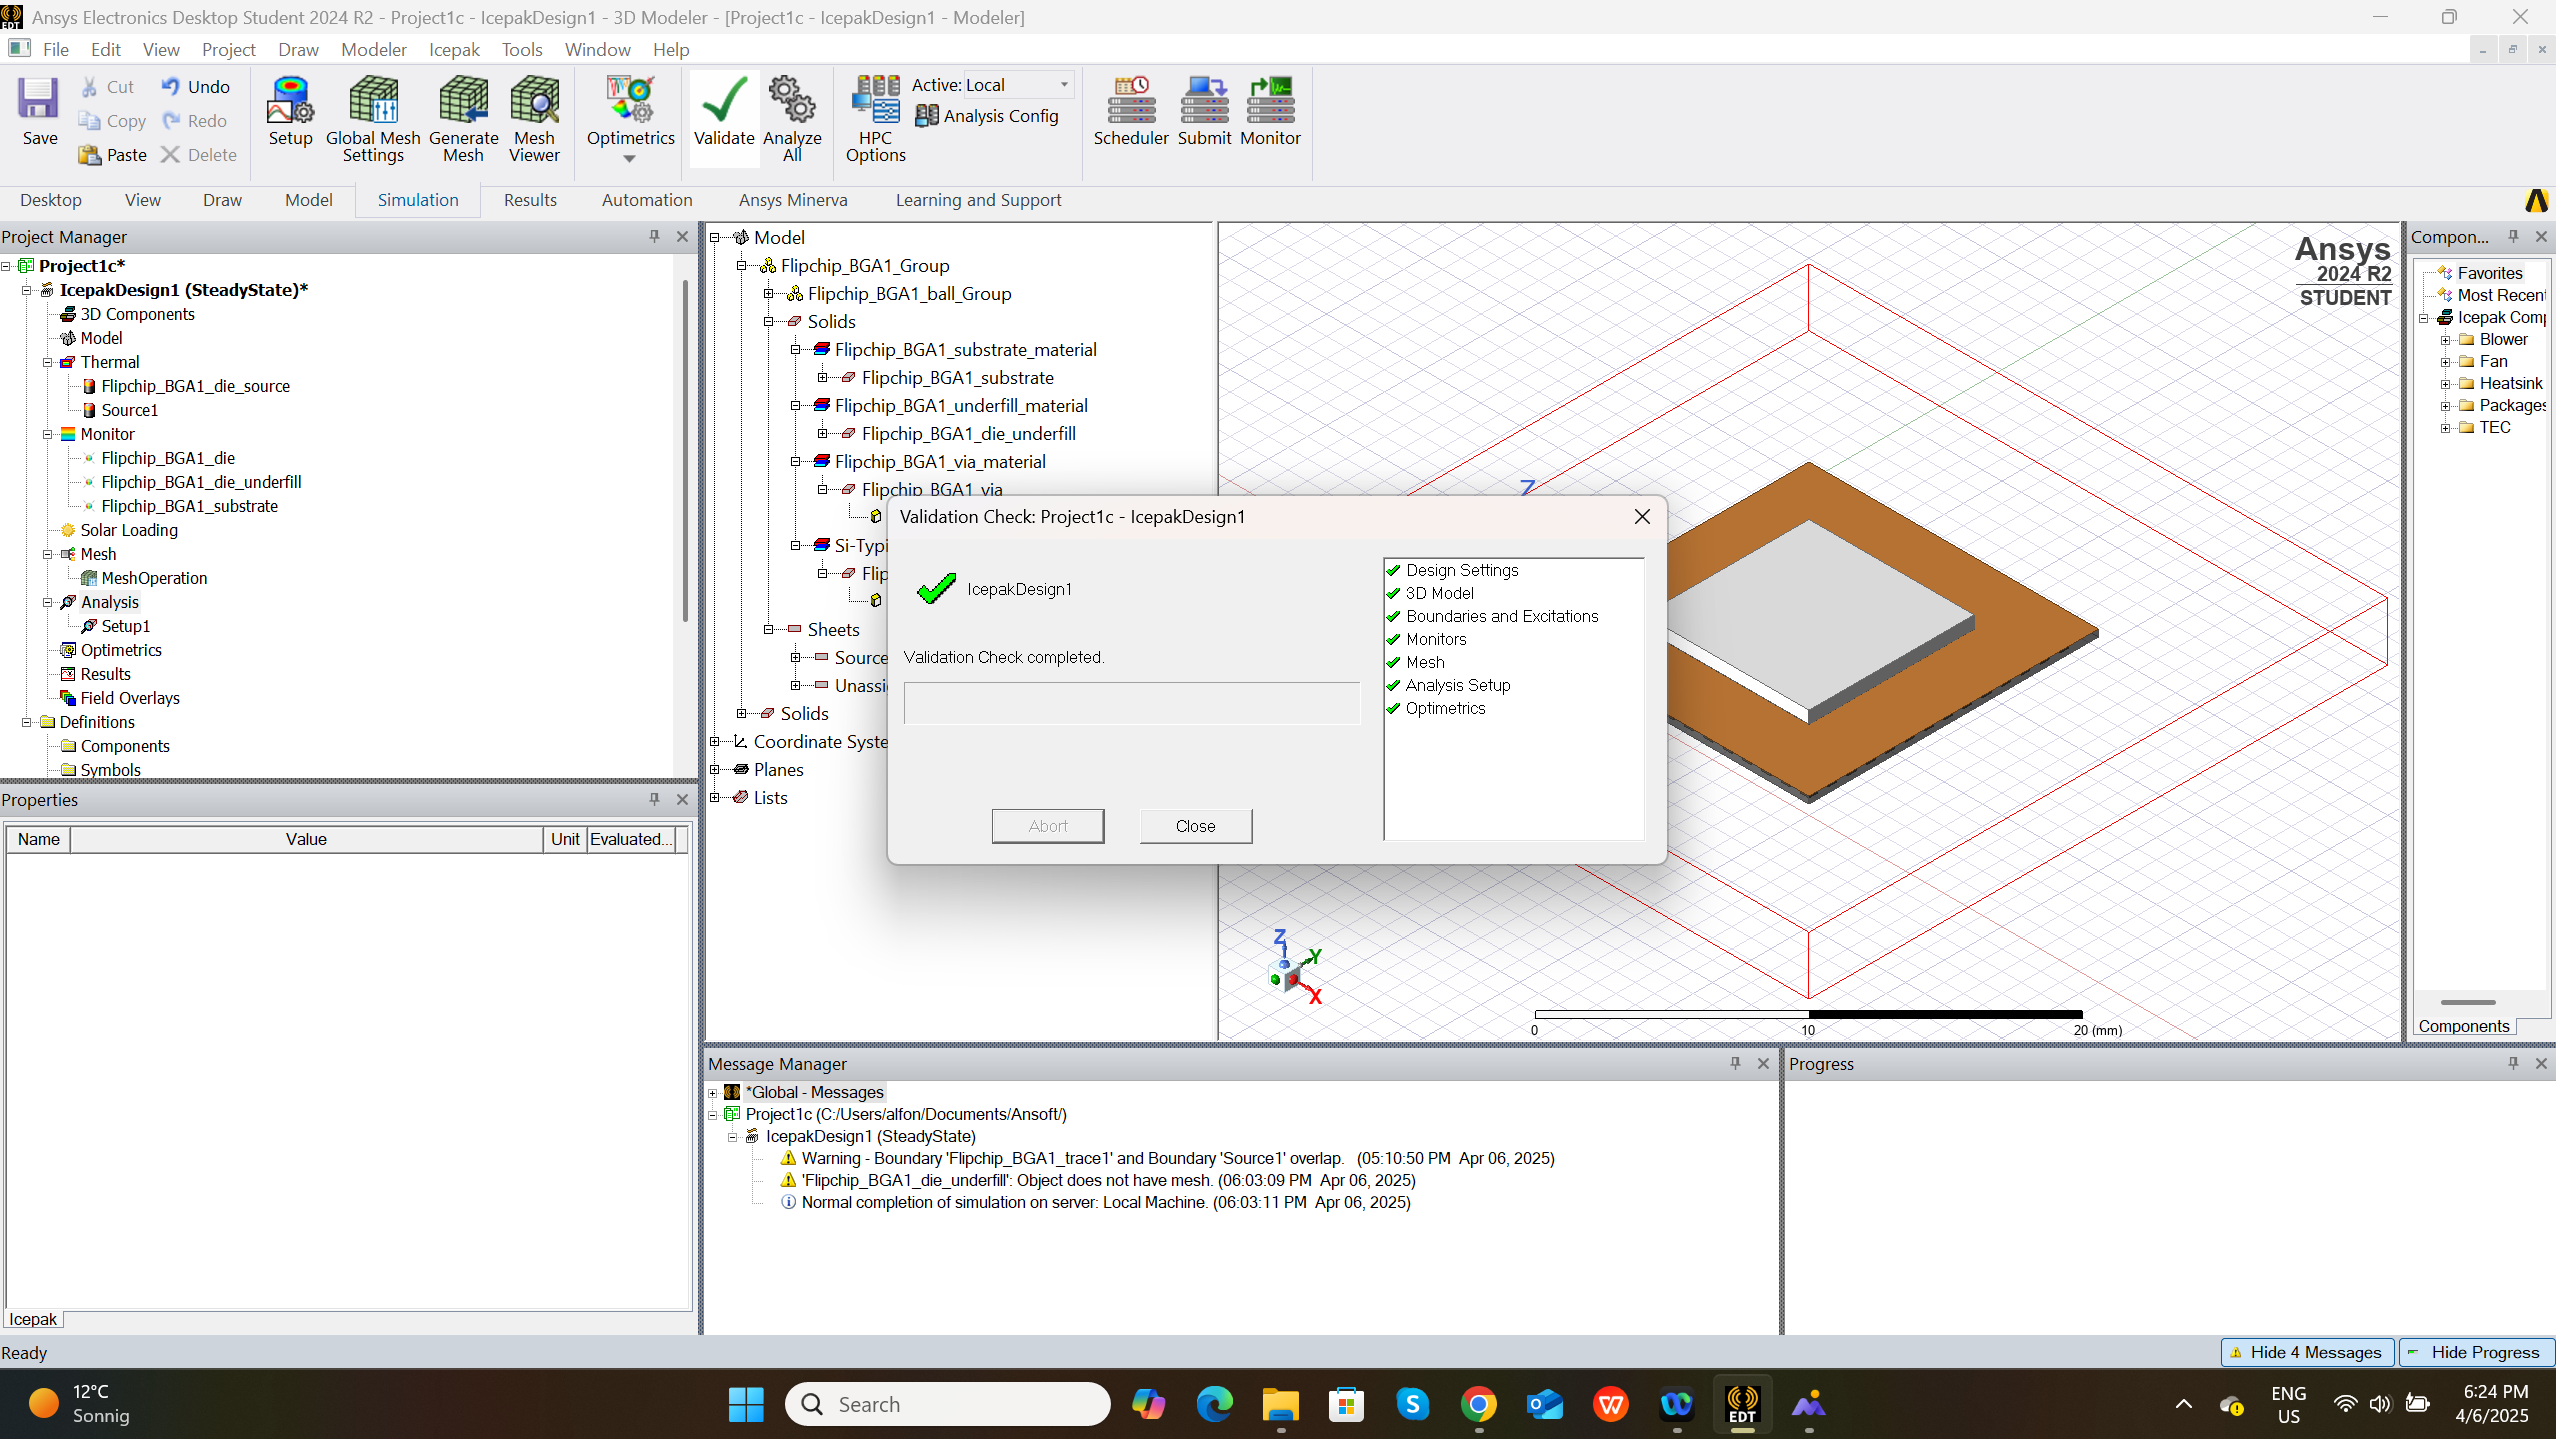 Ansys Electronics Desktop Student 2024 R2 - Project1c - IcepakDesign1 - 3D Modeler - [Project1c - IcepakDesign1 - Modeler]
File Edit View Project Draw Modeler Icepak Tools Window Help
Save Cut Copy Paste Undo Redo Delete
Setup
Global Mesh Settings
Generate Mesh
Mesh Viewer
Optimetrics
Validate
Analyze All
HPC Options
Active: Local
Analysis Config
Scheduler Submit Monitor
Desktop View Draw Model Simulation Results Automation Ansys Minerva Learning and Support
Project Manager
Project1c*
IcepakDesign1 (SteadyState)*
3D Components
Model
Thermal
Flipchip_BGA1_die_source
Source1
Monitor
Flipchip_BGA1_die
Flipchip_BGA1_die_underfill
Flipchip_BGA1_substrate
Solar Loading
Mesh
MeshOperation
Analysis
Setup1
Optimetrics
Results
Field Overlays
Definitions
Components
Symbols
Properties
Name Value Unit Evaluated...
Icepak
Model
Flipchip_BGA1_Group
Flipchip_BGA1_ball_Group
Solids
Flipchip_BGA1_substrate_material
Flipchip_BGA1_substrate
Flipchip_BGA1_underfill_material
Flipchip_BGA1_die_underfill
Flipchip_BGA1_via_material
Flipchip_BGA1_via
Si-Typi
Flip
Sheets
Source
Unassi
Solids
Coordinate Syste
Planes
Lists
Validation Check: Project1c - IcepakDesign1
IcepakDesign1
Validation Check completed.
Abort Close
Design Settings
3D Model
Boundaries and Excitations
Monitors
Mesh
Analysis Setup
Optimetrics
Ansys
2024 R2
STUDENT
Z
Z
Y
X
0 10 20 (mm)
Compon...
Favorites
Most Recent
Icepak Comp
Blower
Fan
Heatsink
Packages
TEC
Components
Message Manager
*Global - Messages
Project1c (C:/Users/alfon/Documents/Ansoft/)
IcepakDesign1 (SteadyState)
Warning - Boundary 'Flipchip_BGA1_trace1' and Boundary 'Source1' overlap. (05:10:50 PM Apr 06, 2025)
'Flipchip_BGA1_die_underfill': Object does not have mesh. (06:03:09 PM Apr 06, 2025)
Normal completion of simulation on server: Local Machine. (06:03:11 PM Apr 06, 2025)
Progress
Ready
Hide 4 Messages Hide Progress
12°C
Sonnig
Search
EDT
ENG
US
6:24 PM
4/6/2025